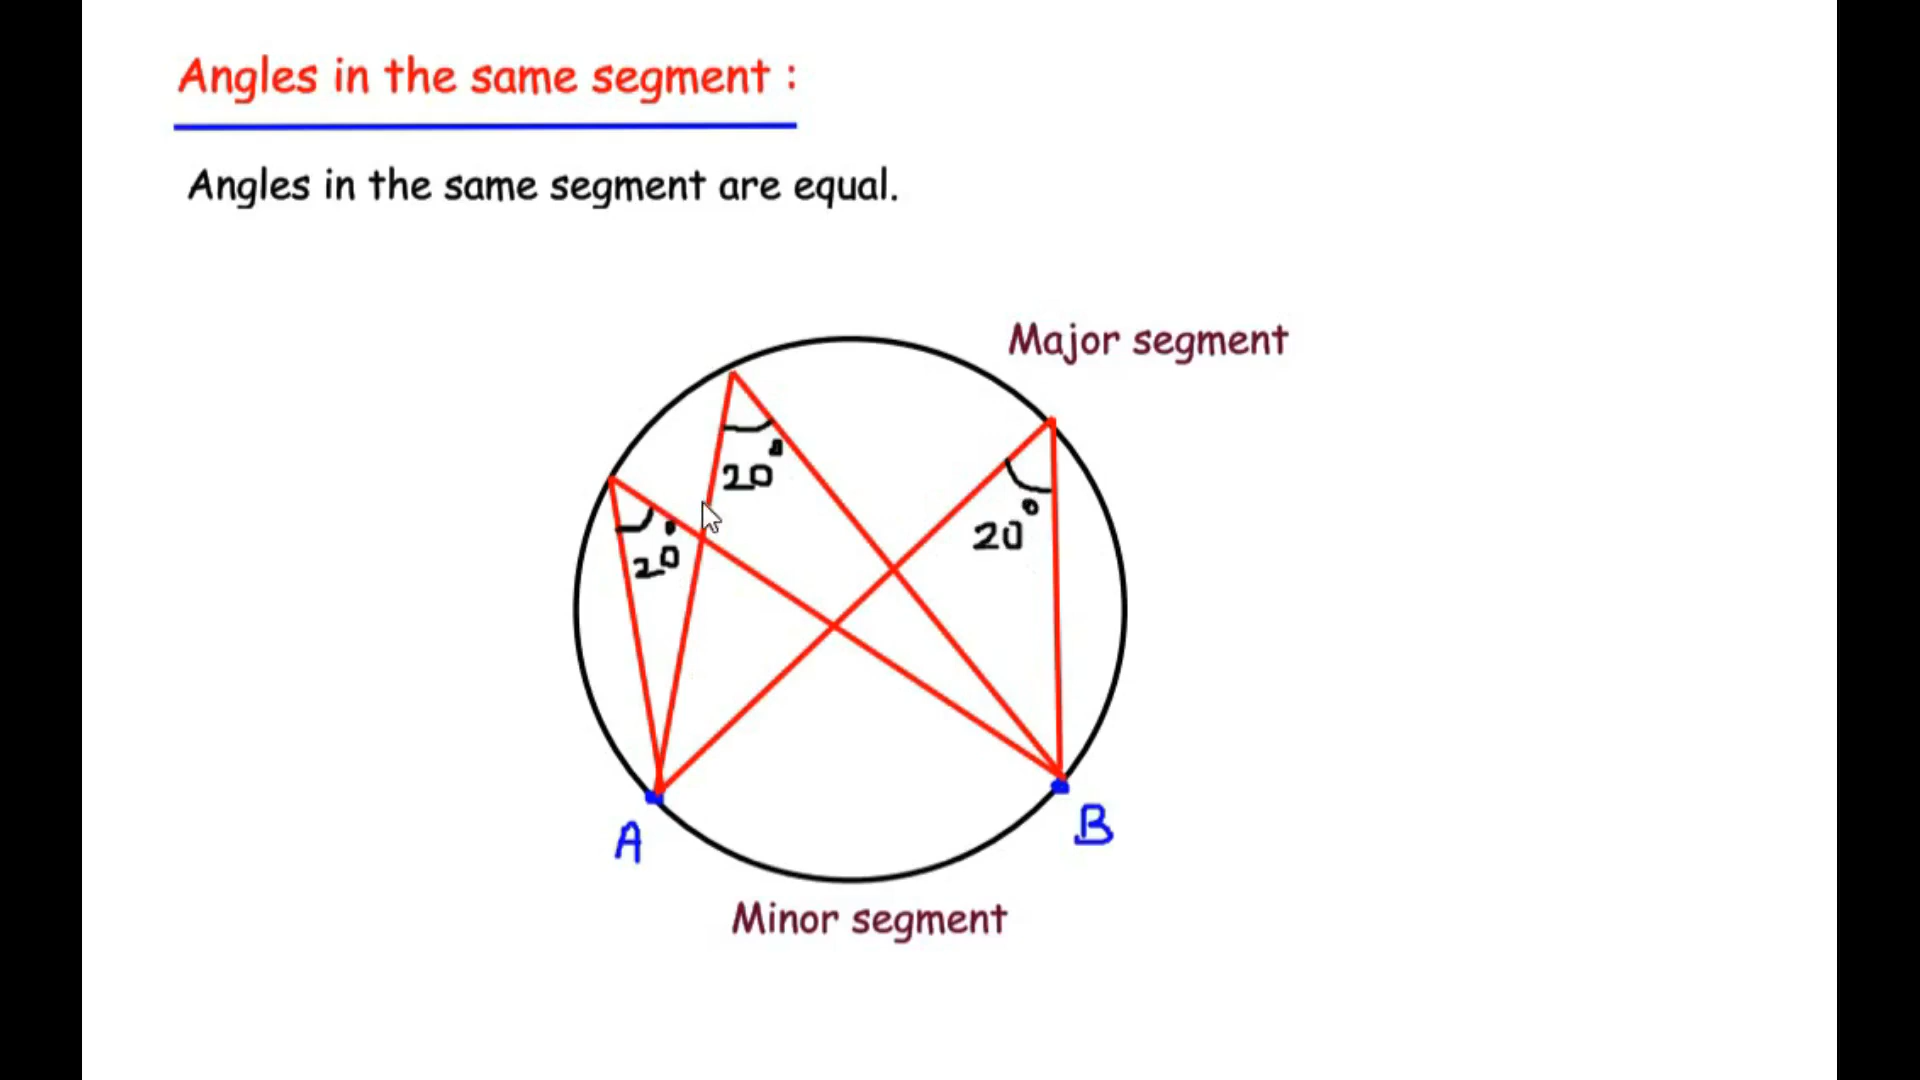 Angles in the same segment :
Angles in the same segment are equal.
Major segment
20°
20°
20°
A
B
Minor segment